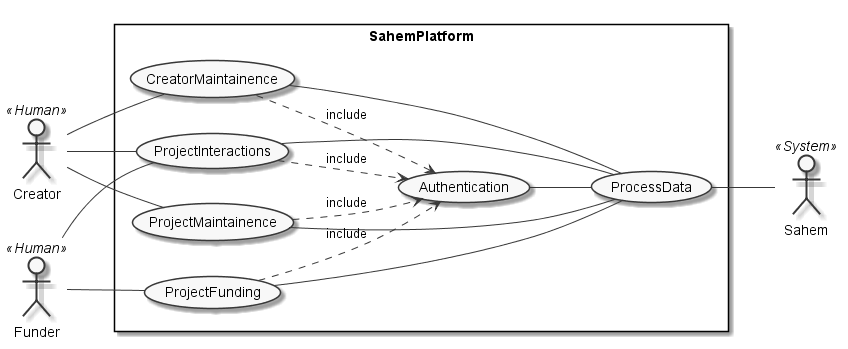 SahemPlatform
CreatorMaintainence
include
«Human»
Creator
ProjectInteractions
include
«System»
Sahem
Authentication
ProcessData
include
ProjectMaintainence
include
«Human»
Funder
ProjectFunding